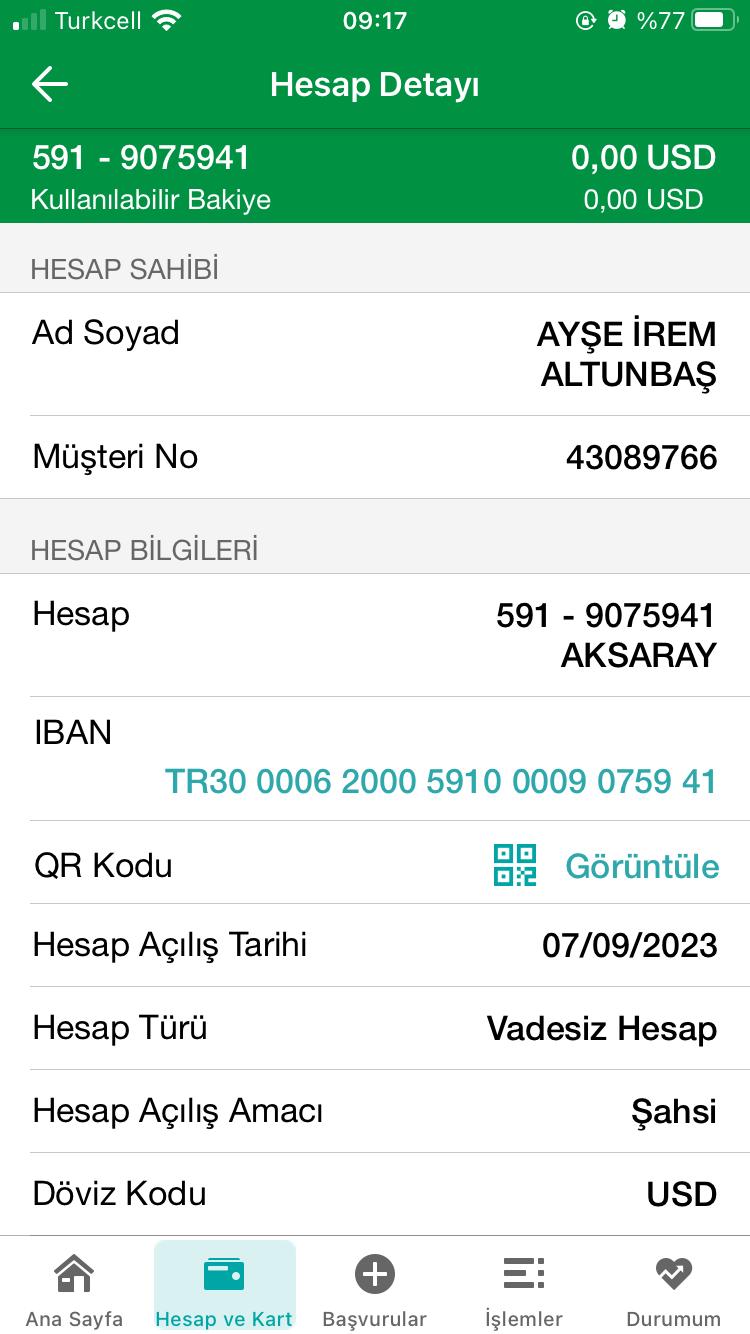 Turkcell 09:17 %77
Hesap Detayı
591 - 9075941 0,00 USD
Kullanılabilir Bakiye 0,00 USD
HESAP SAHİBİ
Ad Soyad AYŞE İREM
ALTUNBAŞ
Müşteri No 43089766
HESAP BİLGİLERİ
Hesap 591 - 9075941
AKSARAY
IBAN
TR30 0006 2000 5910 0009 0759 41
QR Kodu Görüntüle
Hesap Açılış Tarihi 07/09/2023
Hesap Türü Vadesiz Hesap
Hesap Açılış Amacı Şahsi
Döviz Kodu USD
Ana Sayfa Hesap ve Kart Başvurular İşlemler Durumum